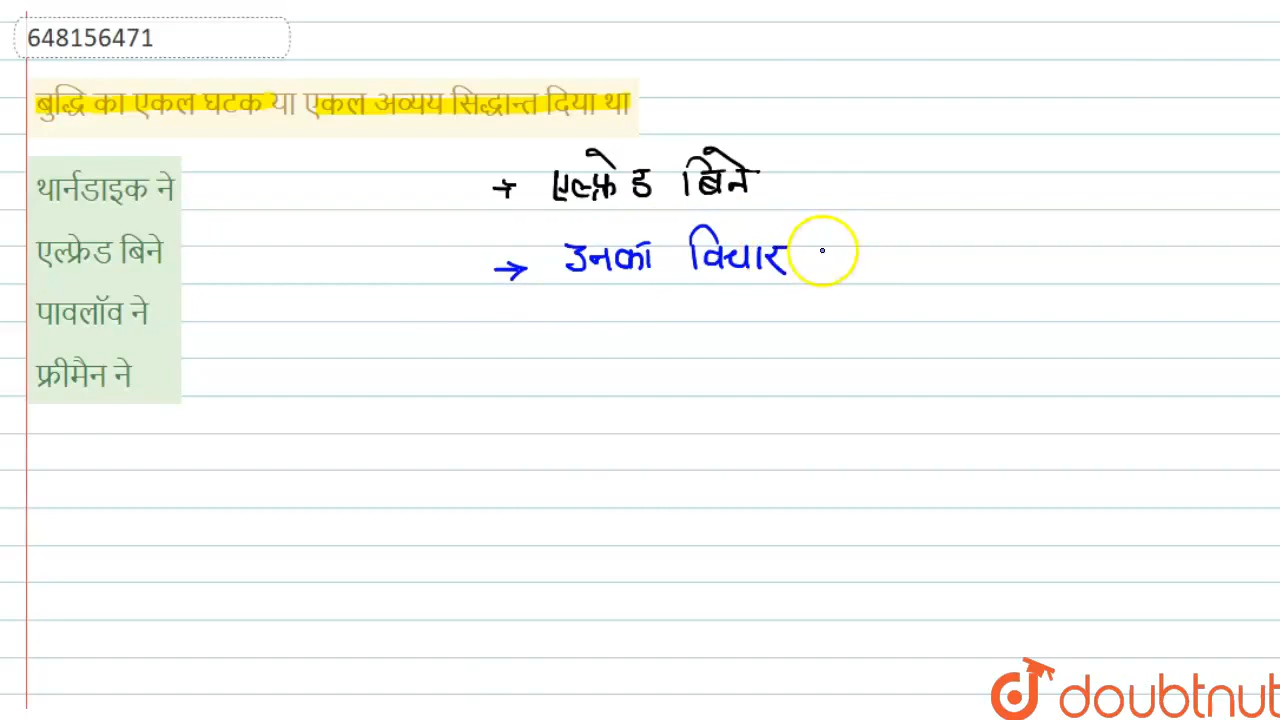 648156471
बुद्धि का एकल घटक या एकल अव्यय सिद्धान्त दिया था
थार्नडाइक ने
एल्फ्रेड बिने
पावलॉव ने
फ्रीमैन ने
→ एल्फ्रेड बिने
→ उनका विचार
doubtnut